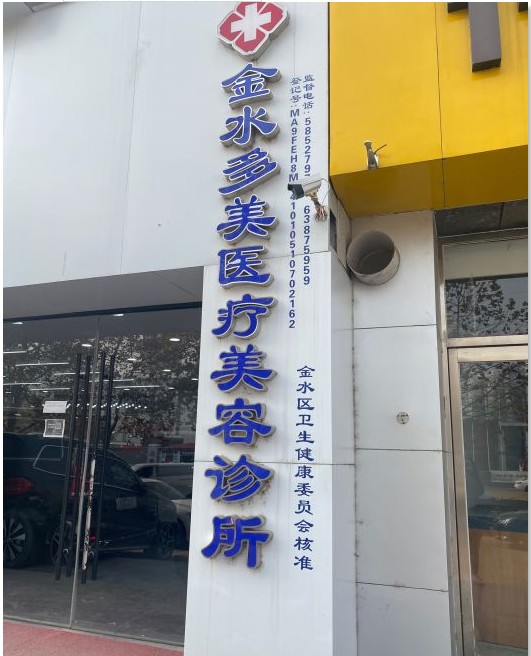 金水多美医疗美容诊所
监督电话:585279 63875959
登记号:MA9FEH8M 41010510702162
金水区卫生健康委员会核准